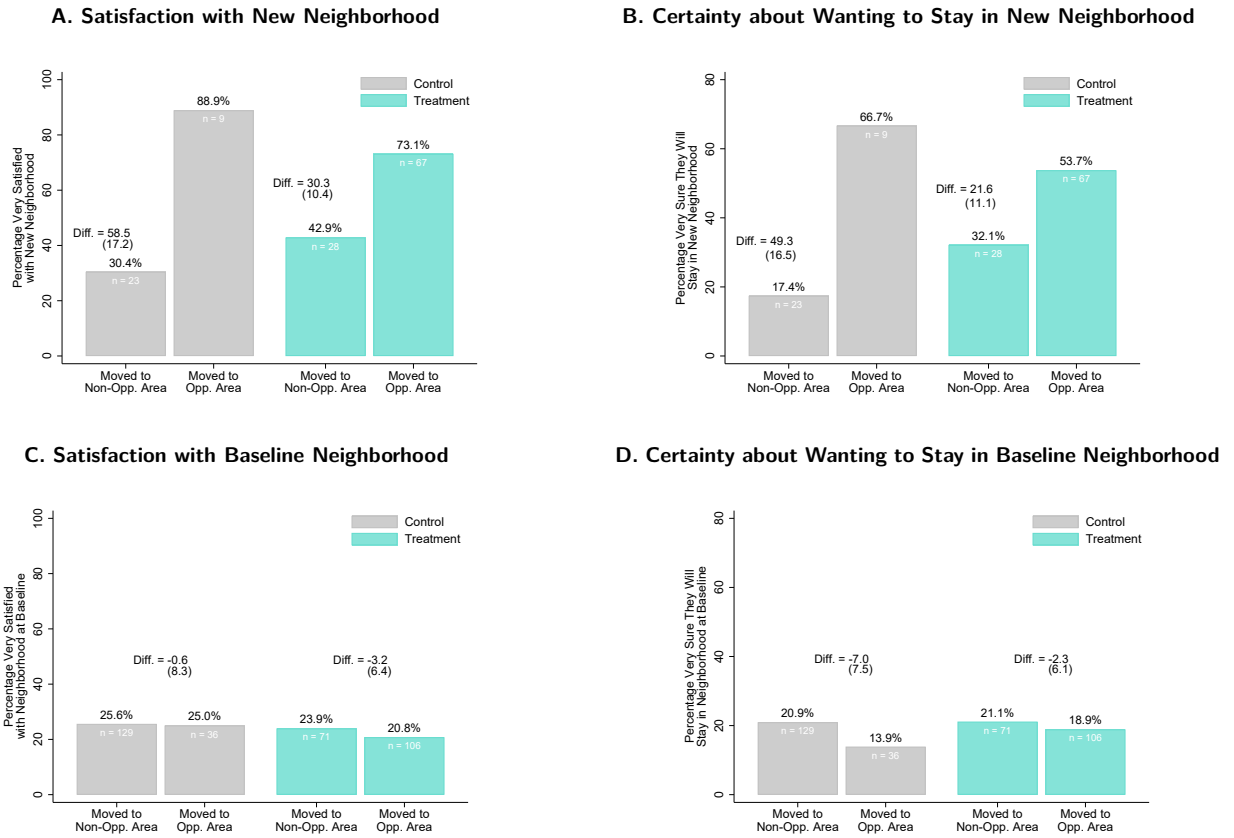 A. Satisfaction with New Neighborhood
Percentage Very Satisfied
with New Neighborhood
0
20
40
60
80
100
Control
Treatment
Diff. = 58.5
(17.2)
30.4%
n = 23
88.9%
n = 9
Diff. = 30.3
(10.4)
42.9%
n = 28
73.1%
n = 67
Moved to
Non-Opp. Area
Moved to
Opp. Area
Moved to
Non-Opp. Area
Moved to
Opp. Area
B. Certainty about Wanting to Stay in New Neighborhood
Percentage Very Sure They Will
Stay in New Neighborhood
0
20
40
60
80
Control
Treatment
Diff. = 49.3
(16.5)
17.4%
n = 23
66.7%
n = 9
Diff. = 21.6
(11.1)
32.1%
n = 28
53.7%
n = 67
Moved to
Non-Opp. Area
Moved to
Opp. Area
Moved to
Non-Opp. Area
Moved to
Opp. Area
C. Satisfaction with Baseline Neighborhood
Percentage Very Satisfied
with Neighborhood at Baseline
0
20
40
60
80
100
Control
Treatment
Diff. = -0.6
(8.3)
25.6%
n = 129
25.0%
n = 36
Diff. = -3.2
(6.4)
23.9%
n = 71
20.8%
n = 106
Moved to
Non-Opp. Area
Moved to
Opp. Area
Moved to
Non-Opp. Area
Moved to
Opp. Area
D. Certainty about Wanting to Stay in Baseline Neighborhood
Percentage Very Sure They Will
Stay in Neighborhood at Baseline
0
20
40
60
80
Control
Treatment
Diff. = -7.0
(7.5)
20.9%
n = 129
13.9%
n = 36
Diff. = -2.3
(6.1)
21.1%
n = 71
18.9%
n = 106
Moved to
Non-Opp. Area
Moved to
Opp. Area
Moved to
Non-Opp. Area
Moved to
Opp. Area